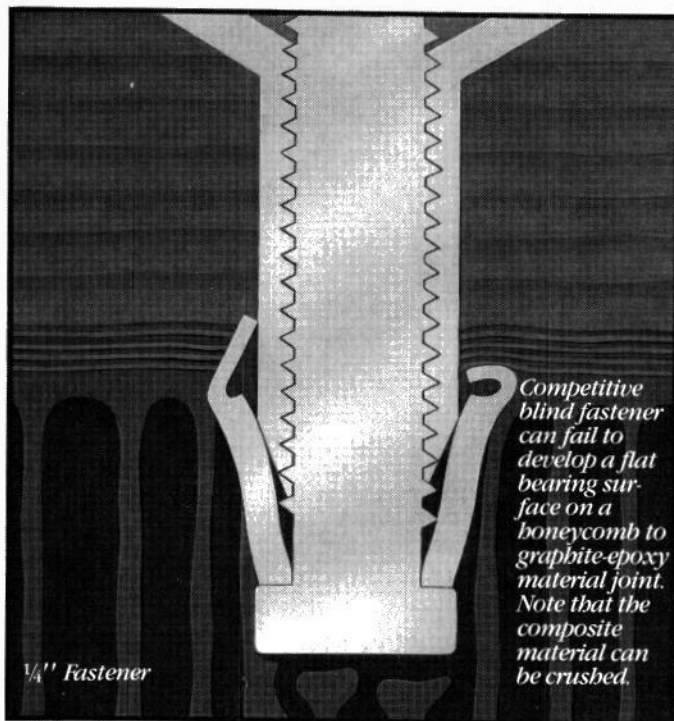 Competitive
blind fastener
can fail to
develop a flat
bearing sur-
face on a
honeycomb to
graphite-epoxy
material joint.
Note that the
composite
material can
be crushed.
1/4" Fastener